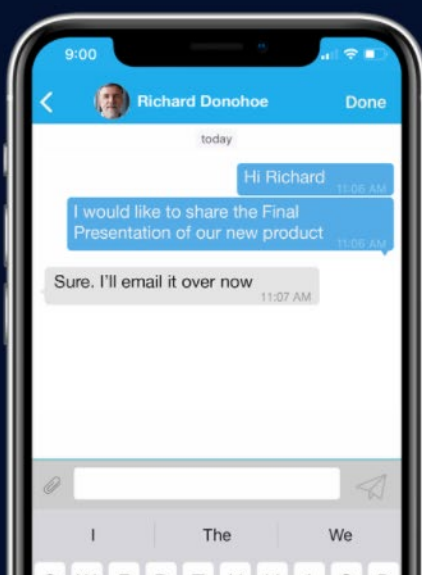 9:00
Richard Donohoe
Done
today
Hi Richard
11:06 AM
I would like to share the Final
Presentation of our new product
11:06 AM
Sure. I'll email it over now
11:07 AM
I
The
We